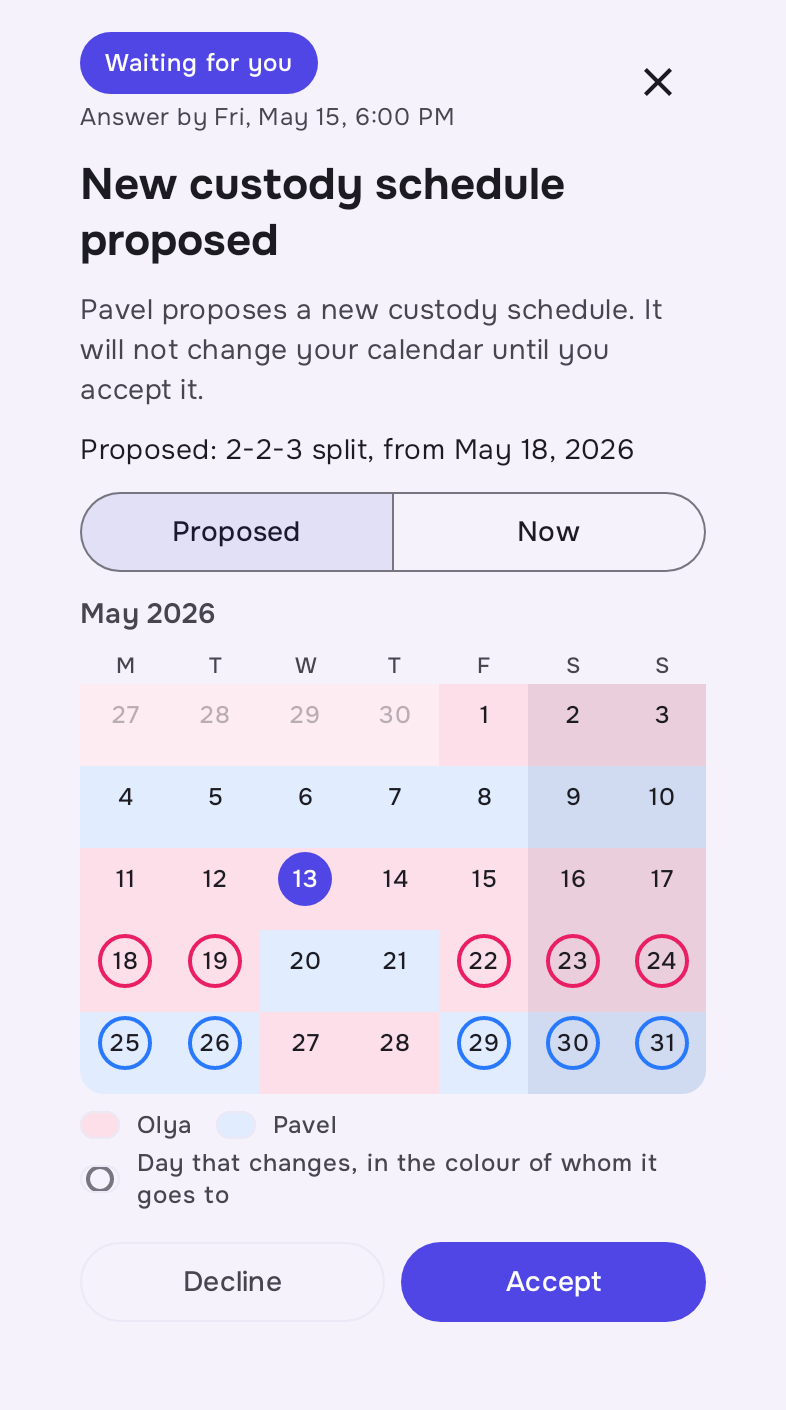 Waiting for you
Answer by Fri, May 15, 6:00 PM
New custody schedule
proposed
Pavel proposes a new custody schedule. It
will not change your calendar until you
accept it.
Proposed: 2-2-3 split, from May 18, 2026
Proposed Now
May 2026
M T W T F S S
27 28 29 30 1 2 3
4 5 6 7 8 9 10
11 12 13 14 15 16 17
18 19 20 21 22 23 24
25 26 27 28 29 30 31
Olya Pavel
Day that changes, in the colour of whom it
goes to
Decline Accept